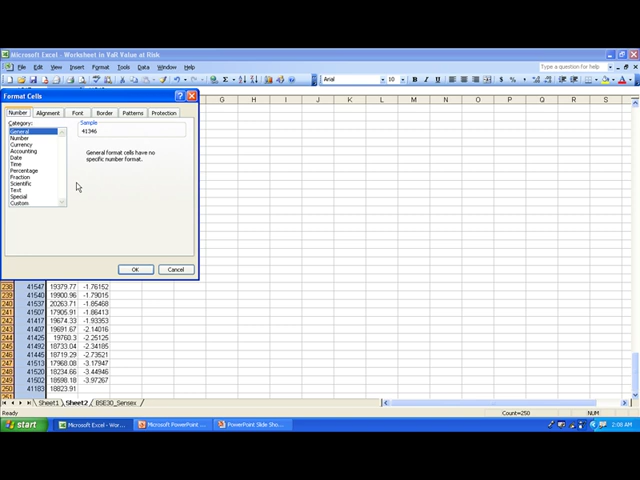 Microsoft Excel - Worksheet in Vall Value at Risk
File Edit View Insert Format Tools Data Window Help
Type a question for help
Arial 10 B I U
Format Cells
G H I J K L M N O P Q R S
Number Alignment Font Border Patterns Protection
Category:
General
Number
Currency
Accounting
Date
Time
Percentage
Fraction
Scientific
Text
Special
Custom
Sample
41346
General format cells have no
specific number format.
OK Cancel
238 41547 19379.77 -1.76152
239 41540 19900.96 -1.79015
240 41537 20263.71 -1.85468
241 41507 17905.91 -1.86413
242 41411 19674.33 -1.93353
243 41407 19691.67 -2.14016
244 41425 19760.3 -2.34125
245 41492 18733.04 -2.34185
246 41445 18719.29 -2.73521
247 41513 17968.08 -3.17947
248 41466 18234.66 -3.44946
249 41502 18598.18 -3.97267
250 41183 18823.91
251
Sheet1 Sheet2 BSE30_Sensex
Ready Count=250 NUM
start Microsoft Excel - Wor... Microsoft PowerPoint ... PowerPoint Slide Sho... 2:08 AM